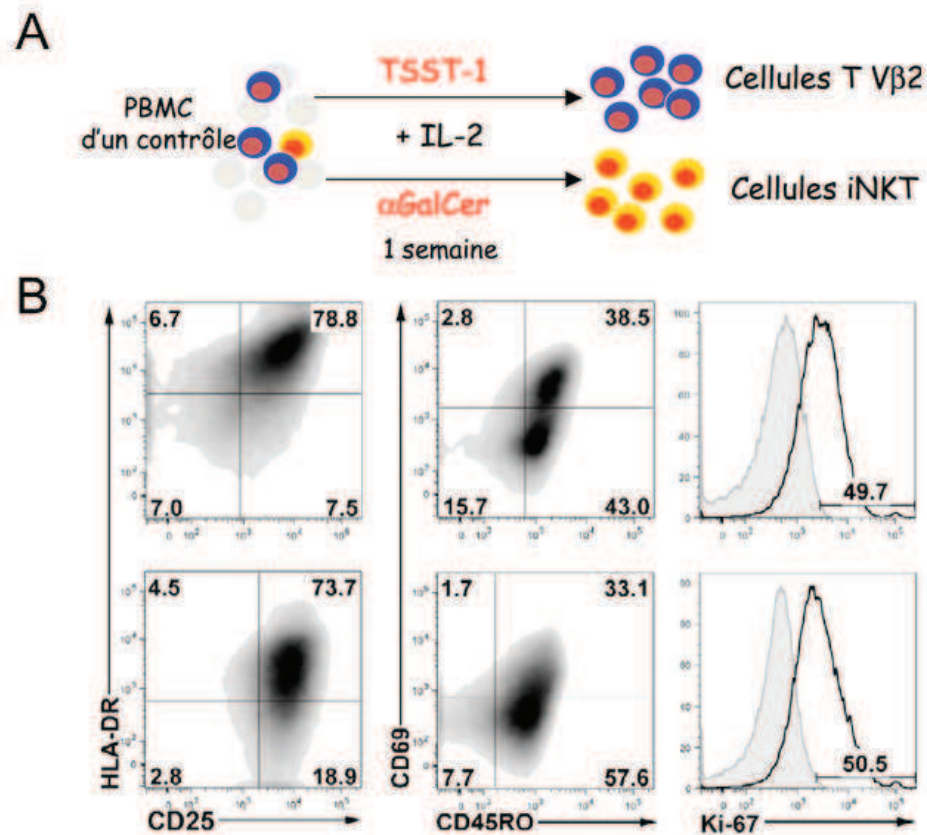 A
TSST-1
PBMC
d'un contrôle
+ IL-2
αGalCer
1 semaine
Cellules T Vβ2
Cellules iNKT
B
6.7 78.8
7.0 7.5
2.8 38.5
15.7 43.0
49.7
4.5 73.7
2.8 18.9
1.7 33.1
7.7 57.6
50.5
HLA-DR
CD69
CD25
CD45RO
Ki-67